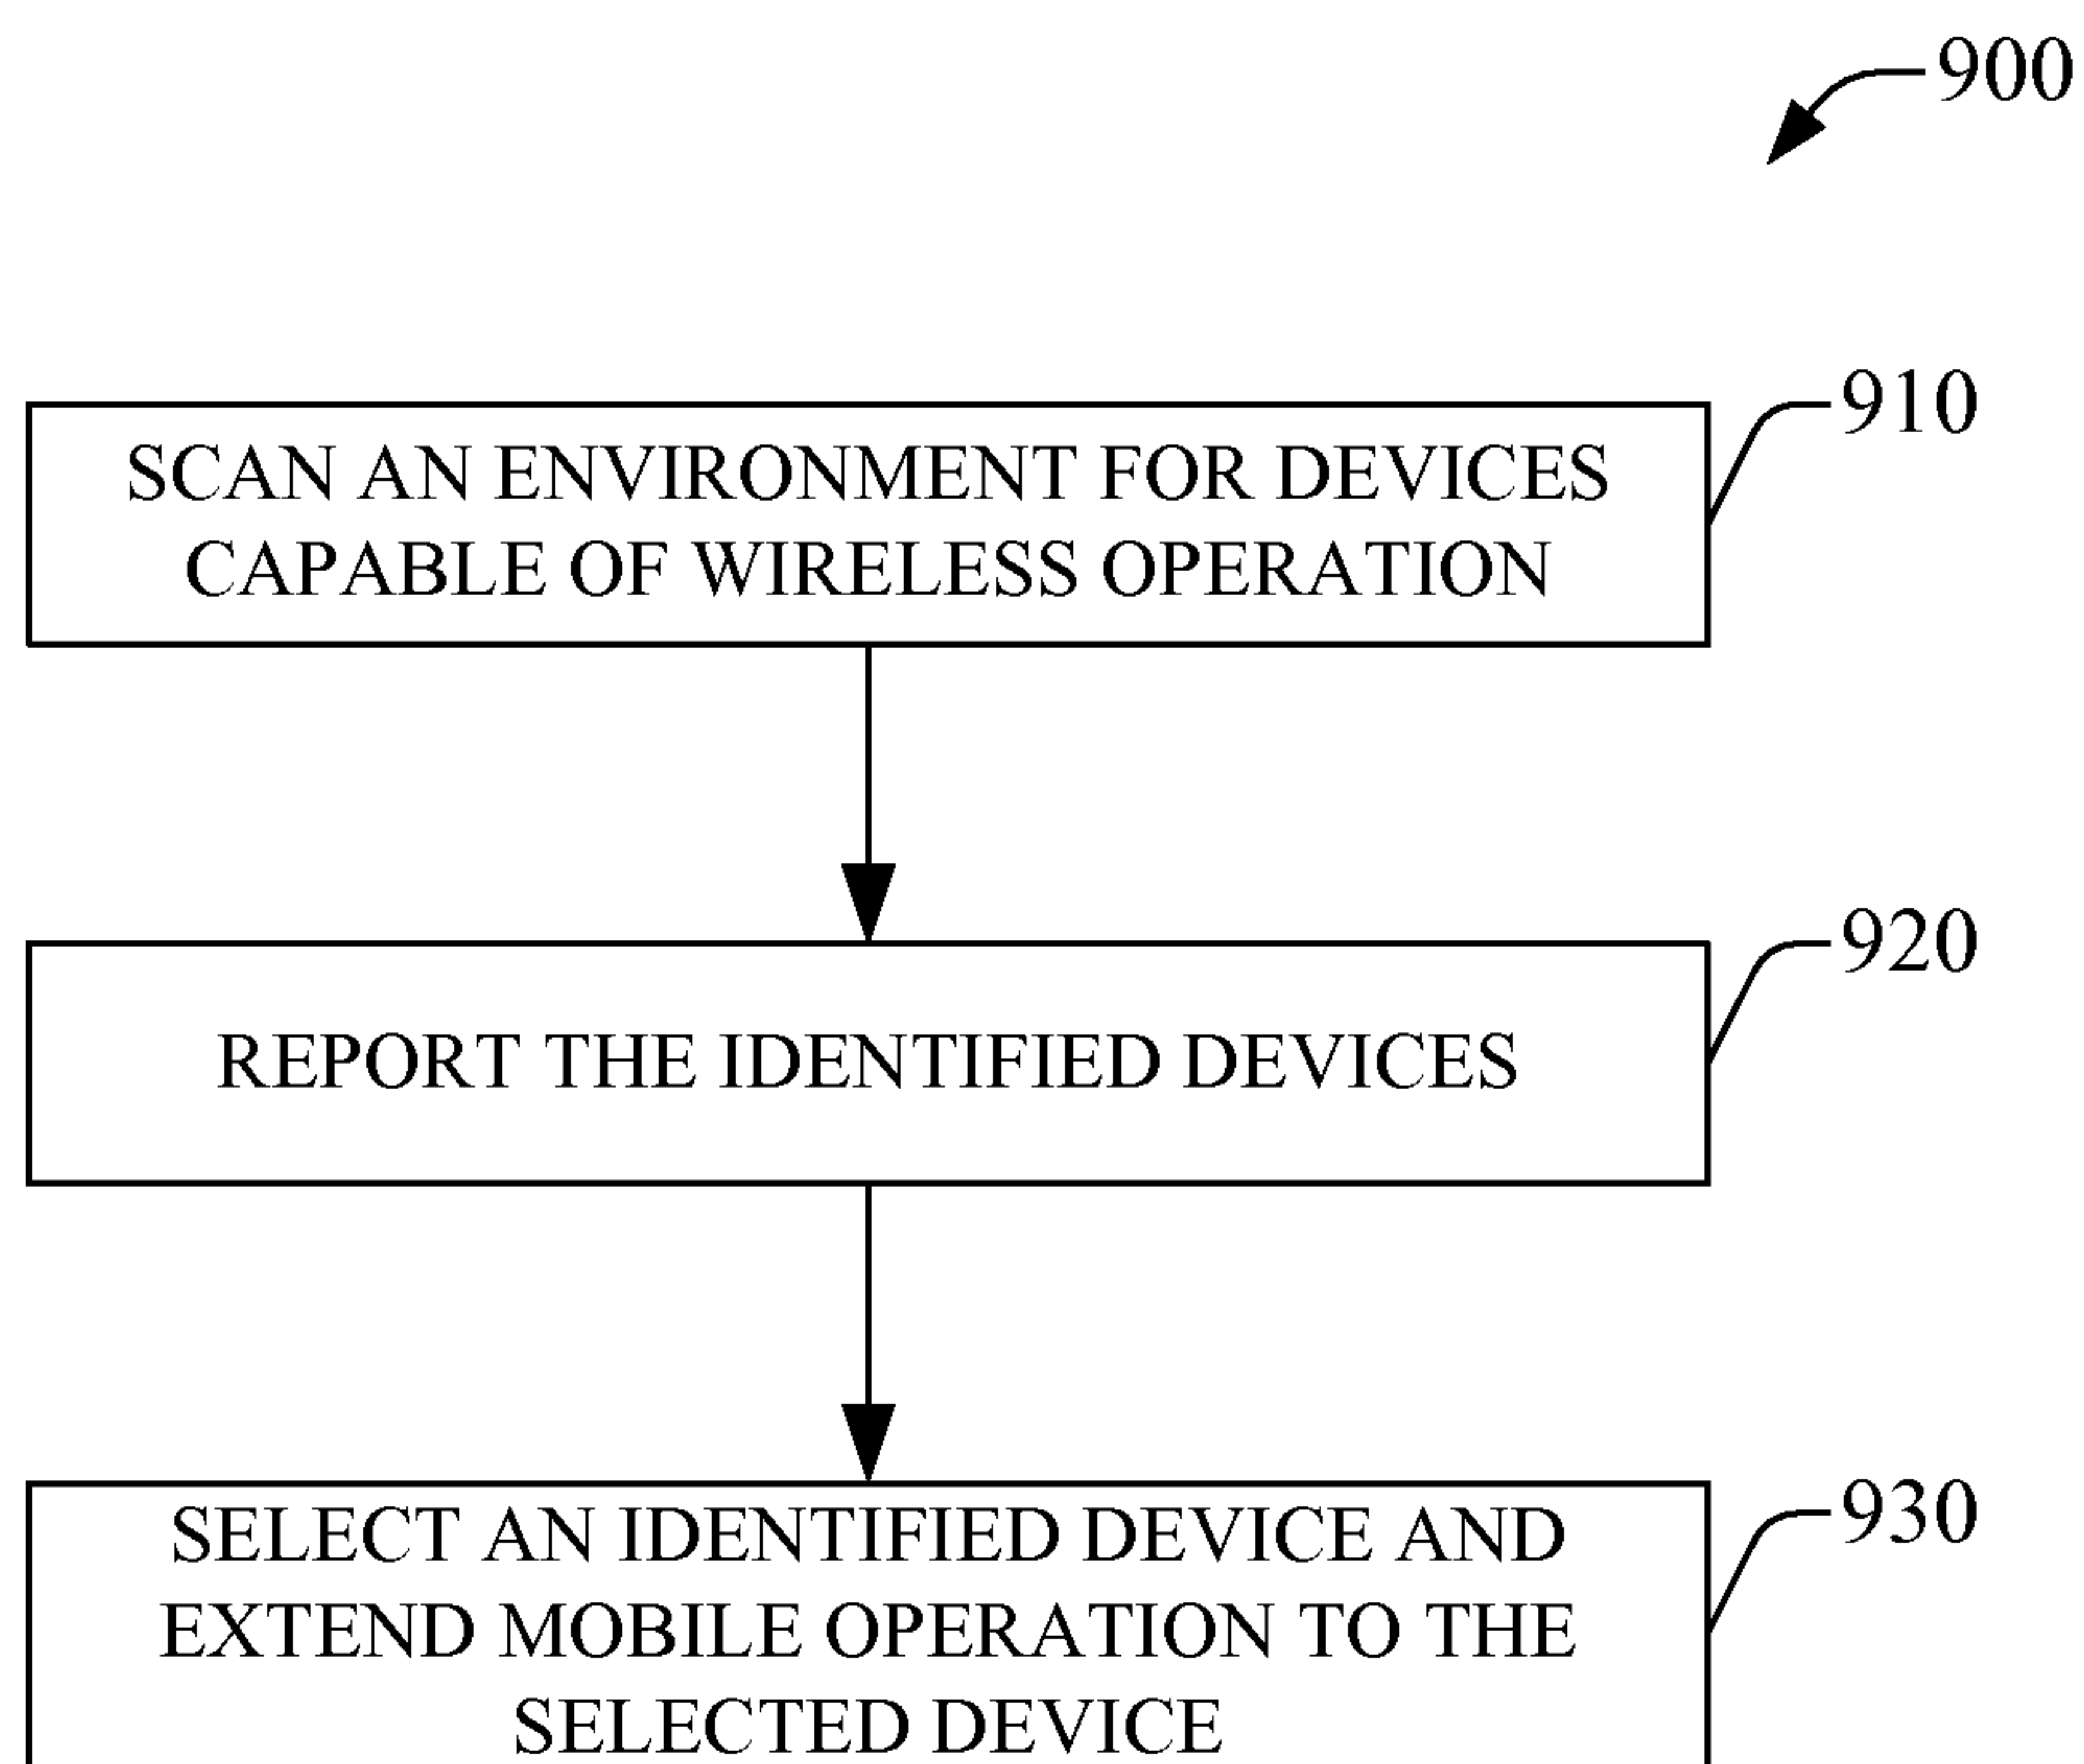 900
910
SCAN AN ENVIRONMENT FOR DEVICES
CAPABLE OF WIRELESS OPERATION
920
REPORT THE IDENTIFIED DEVICES
930
SELECT AN IDENTIFIED DEVICE AND
EXTEND MOBILE OPERATION TO THE
SELECTED DEVICE